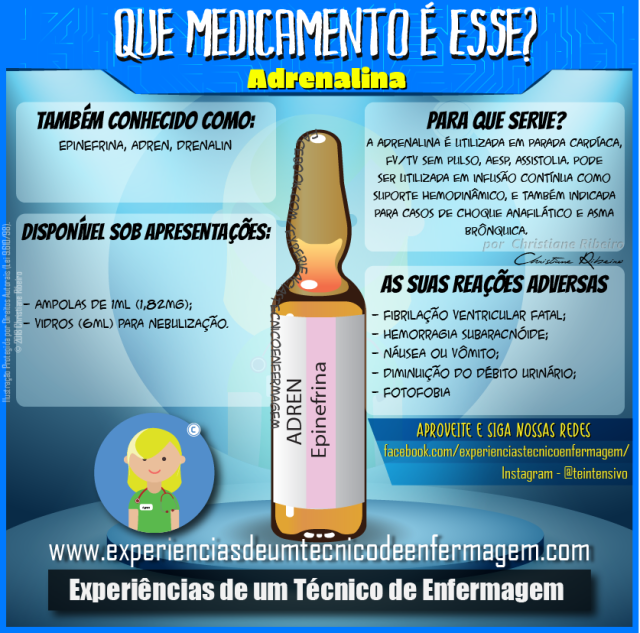 QUE MEDICAMENTO É ESSE?
Adrenalina
TAMBÉM CONHECIDO COMO:
EPINEFRINA, ADREN, DRENALIN
DISPONÍVEL SOB APRESENTAÇÕES:
- AMPOLAS DE 1ML (1,82MG);
- VIDROS (6ML) PARA NEBULIZAÇÃO.
PARA QUE SERVE?
A ADRENALINA É UTILIZADA EM PARADA CARDÍACA,
FV/TV SEM PULSO, AESP, ASSISTOLIA. PODE
SER UTILIZADA EM INFUSÃO CONTÍNUA COMO
SUPORTE HEMODINÂMICO, E TAMBÉM INDICADA
PARA CASOS DE CHOQUE ANAFILÁTICO E ASMA
BRÔNQUICA.
por Christiane Ribeiro
Christiane Ribeiro
AS SUAS REAÇÕES ADVERSAS
- FIBRILAÇÃO VENTRICULAR FATAL;
- HEMORRAGIA SUBARACNÓIDE;
- NÁUSEA OU VÔMITO;
- DIMINUIÇÃO DO DÉBITO URINÁRIO;
- FOTOFOBIA
ADREN
Epinefrina
APROVEITE E SIGA NOSSAS REDES
facebook.com/experienciastecnicoenfermagem/
Instagram - @teintensivo
Ilustração Protegida por Direitos Autorais (Lei 9.610/98).
© 2018 Christiane Ribeiro
©
www.experienciasdeumtecnicodeenfermagem.com
Experiências de um Técnico de Enfermagem